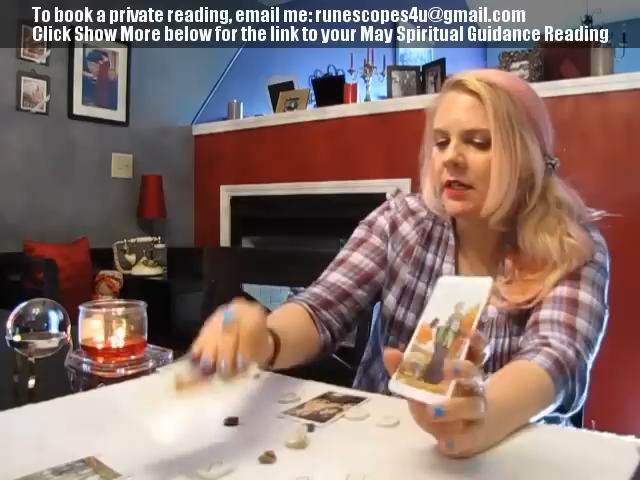 To book a private reading, email me: runescopes4u@gmail.com
Click Show More below for the link to your May Spiritual Guidance Reading